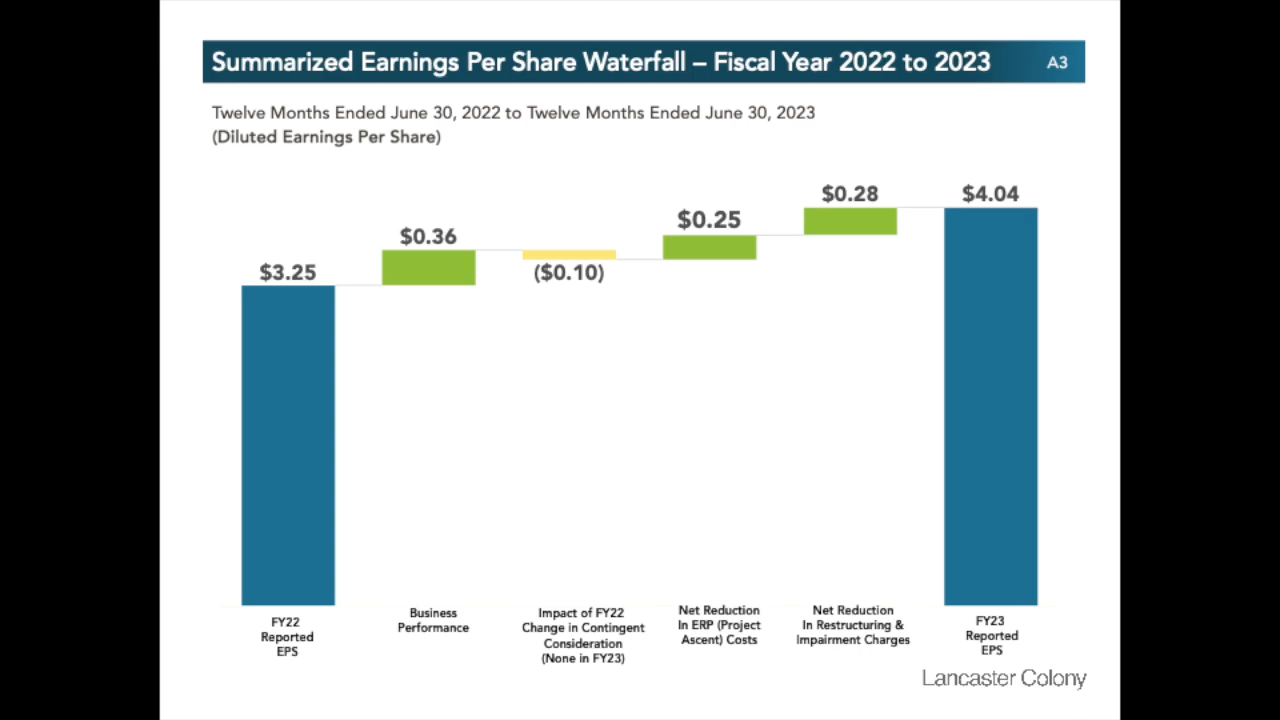 Summarized Earnings Per Share Waterfall – Fiscal Year 2022 to 2023
A3
Twelve Months Ended June 30, 2022 to Twelve Months Ended June 30, 2023
(Diluted Earnings Per Share)
$3.25
$0.36
($0.10)
$0.25
$0.28
$4.04
FY22
Reported
EPS
Business
Performance
Impact of FY22
Change in Contingent
Consideration
(None in FY23)
Net Reduction
In ERP (Project
Ascent) Costs
Net Reduction
In Restructuring &
Impairment Charges
FY23
Reported
EPS
Lancaster Colony